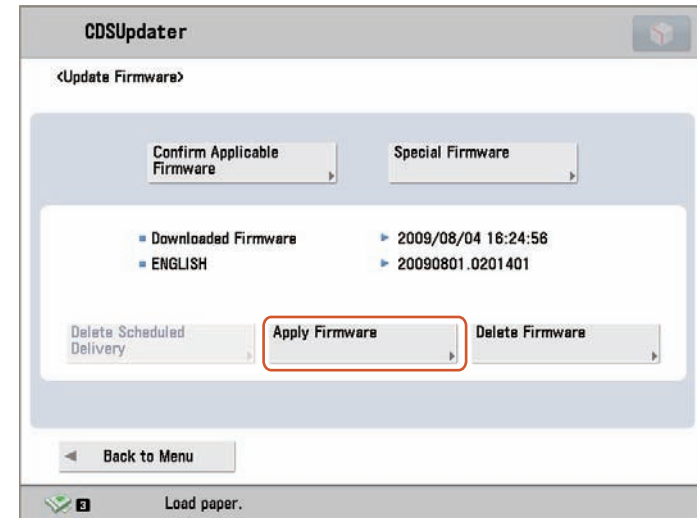 CDSUpdater
<Update Firmware>
Confirm Applicable
Firmware
Special Firmware
Downloaded Firmware
2009/08/04 16:24:56
ENGLISH
20090801.0201401
Delete Scheduled
Delivery
Apply Firmware
Delete Firmware
Back to Menu
3
Load paper.